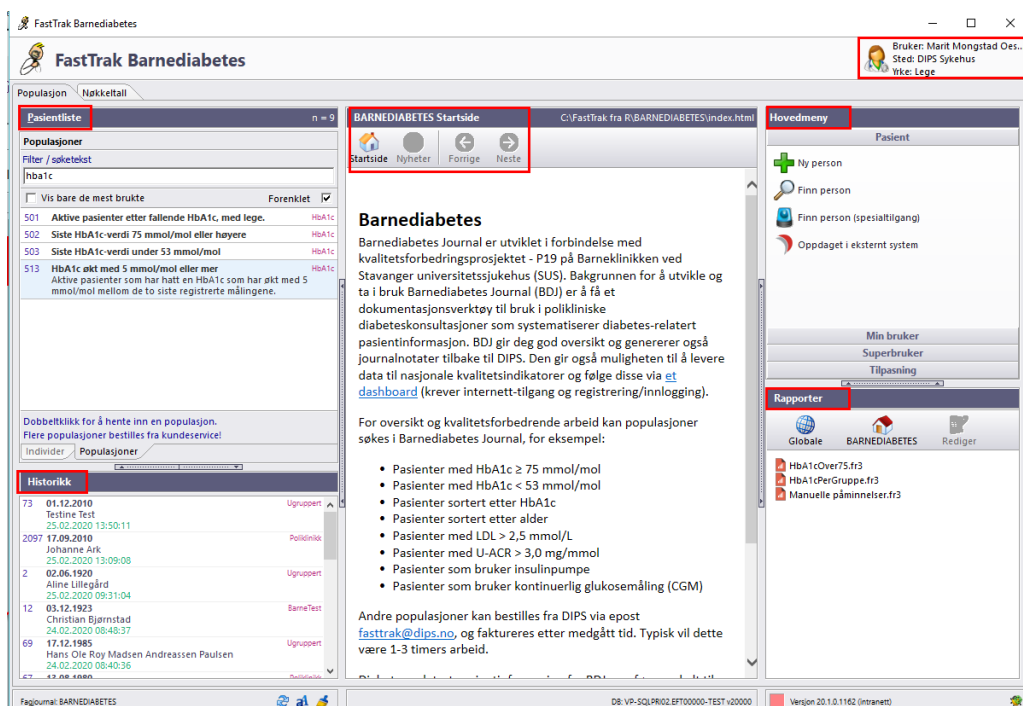 FastTrak Barnediabetes
FastTrak Barnediabetes
Bruker: Marit Mongstad Oes...
Sted: DIPS Sykehus
Yrke: Lege
Populasjon Nøkkeltall
Pasientliste n = 9
Populasjoner
Filter / søketekst
hba1c
Vis bare de mest brukte Forenklet
501 Aktive pasienter etter fallende HbA1c, med lege. HbA1c
502 Siste HbA1c-verdi 75 mmol/mol eller høyere HbA1c
503 Siste HbA1c-verdi under 53 mmol/mol HbA1c
513 HbA1c økt med 5 mmol/mol eller mer HbA1c
Aktive pasienter som har hatt en HbA1c som har økt med 5
mmol/mol mellom de to siste registrerte målingene.
Dobbeltklikk for å hente inn en populasjon.
Flere populasjoner bestilles fra kundeservice!
Individer Populasjoner
Historikk
73 01.12.2010 Ugruppert
Testine Test
25.02.2020 13:50:11
2097 17.09.2010 Poliklinikk
Johanne Ark
25.02.2020 13:09:08
2 02.06.1920 Ugruppert
Aline Lillegård
25.02.2020 09:31:04
12 03.12.1923 BarneTest
Christian Bjørnstad
24.02.2020 08:48:37
69 17.12.1985 Ugruppert
Hans Ole Roy Madsen Andreassen Paulsen
24.02.2020 08:40:36
67 13.08.1980 Poliklinikk
BARNEDIABETES Startside C:\FastTrak fra R\BARNEDIABETES\index.html
Startside Nyheter Forrige Neste
Barnediabetes
Barnediabetes Journal er utviklet i forbindelse med
kvalitetsforbedringsprosjektet - P19 på Barneklinikken ved
Stavanger universitetssjukehus (SUS). Bakgrunnen for å utvikle og
ta i bruk Barnediabetes Journal (BDJ) er å få et
dokumentasjonsverktøy til bruk i polikliniske
diabeteskonsultasjoner som systematiserer diabetes-relatert
pasientinformasjon. BDJ gir deg god oversikt og genererer også
journalnotater tilbake til DIPS. Den gir også muligheten til å levere
data til nasjonale kvalitetsindikatorer og følge disse via et
dashboard (krever internett-tilgang og registrering/innlogging).
For oversikt og kvalitetsforbedrende arbeid kan populasjoner
søkes i Barnediabetes Journal, for eksempel:
• Pasienter med HbA1c ≥ 75 mmol/mol
• Pasienter med HbA1c < 53 mmol/mol
• Pasienter sortert etter HbA1c
• Pasienter sortert etter alder
• Pasienter med LDL > 2,5 mmol/L
• Pasienter med U-ACR > 3,0 mg/mmol
• Pasienter som bruker insulinpumpe
• Pasienter som bruker kontinuerlig glukosemåling (CGM)
Andre populasjoner kan bestilles fra DIPS via epost
fasttrak@dips.no, og faktureres etter medgått tid. Typisk vil dette
være 1-3 timers arbeid.
Hovedmeny
Pasient
Ny person
Finn person
Finn person (spesialtilgang)
Oppdaget i eksternt system
Min bruker
Superbruker
Tilpasning
Rapporter
Globale BARNEDIABETES Rediger
HbA1cOver75.fr3
HbA1cPerGruppe.fr3
Manuelle påminnelser.fr3
Fagjournal: BARNEDIABETES
DB: VP-SQLPRI02.EFT00000-TEST v20000
Versjon 20.1.0.1162 (intranett)